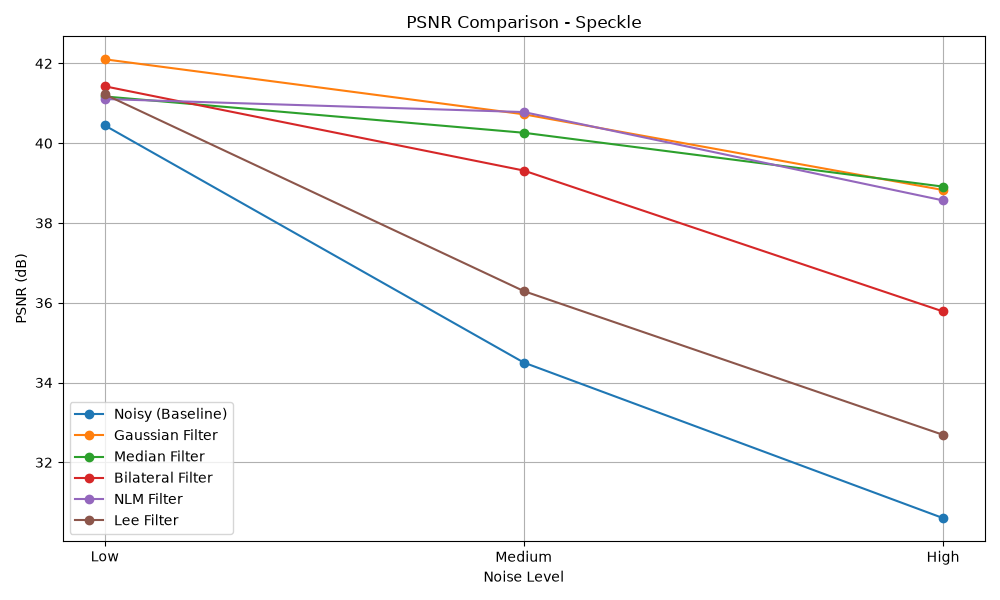 PSNR Comparison - Speckle
PSNR (dB)
42
40
38
36
34
32
Noisy (Baseline)
Gaussian Filter
Median Filter
Bilateral Filter
NLM Filter
Lee Filter
Low
Medium
High
Noise Level